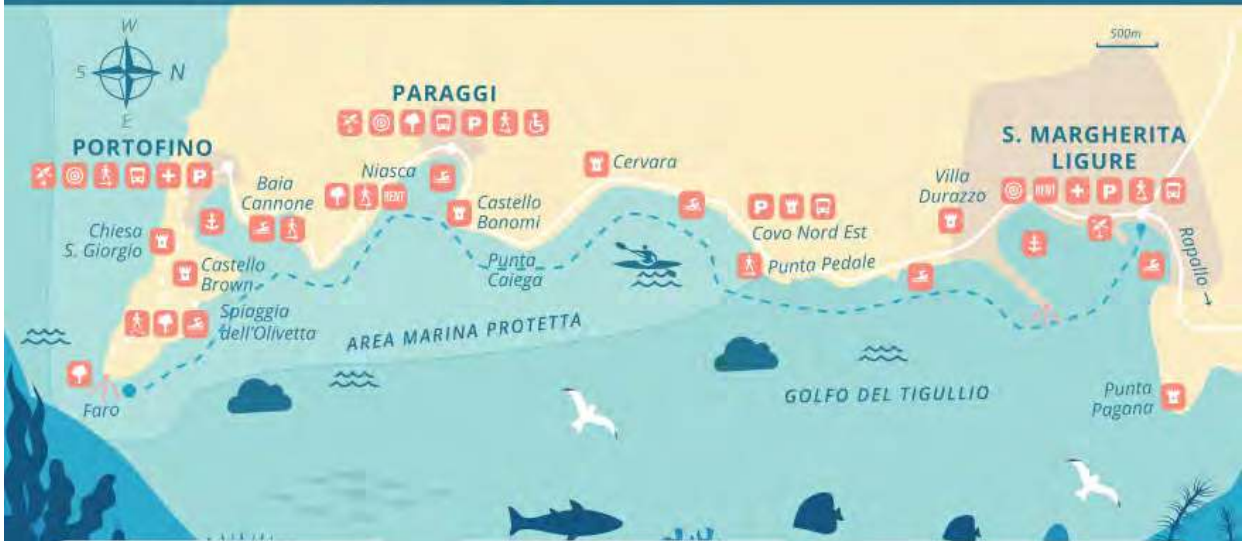 W
S
N
E
500m
PARAGGI
PORTOFINO
S. MARGHERITA
LIGURE
P
P
Niasca
Baia
Cannone
RENT
Castello
Bonomi
Cervara
Villa
Durazzo
RENT
P
Chiesa
S. Giorgio
Castello
Brown
Punta
Caiega
P
Covo Nord Est
Punta Pedale
Rapallo →
Spiaggia
dell'Olivetta
AREA MARINA PROTETTA
GOLFO DEL TIGULLIO
Faro
Punta
Pagana